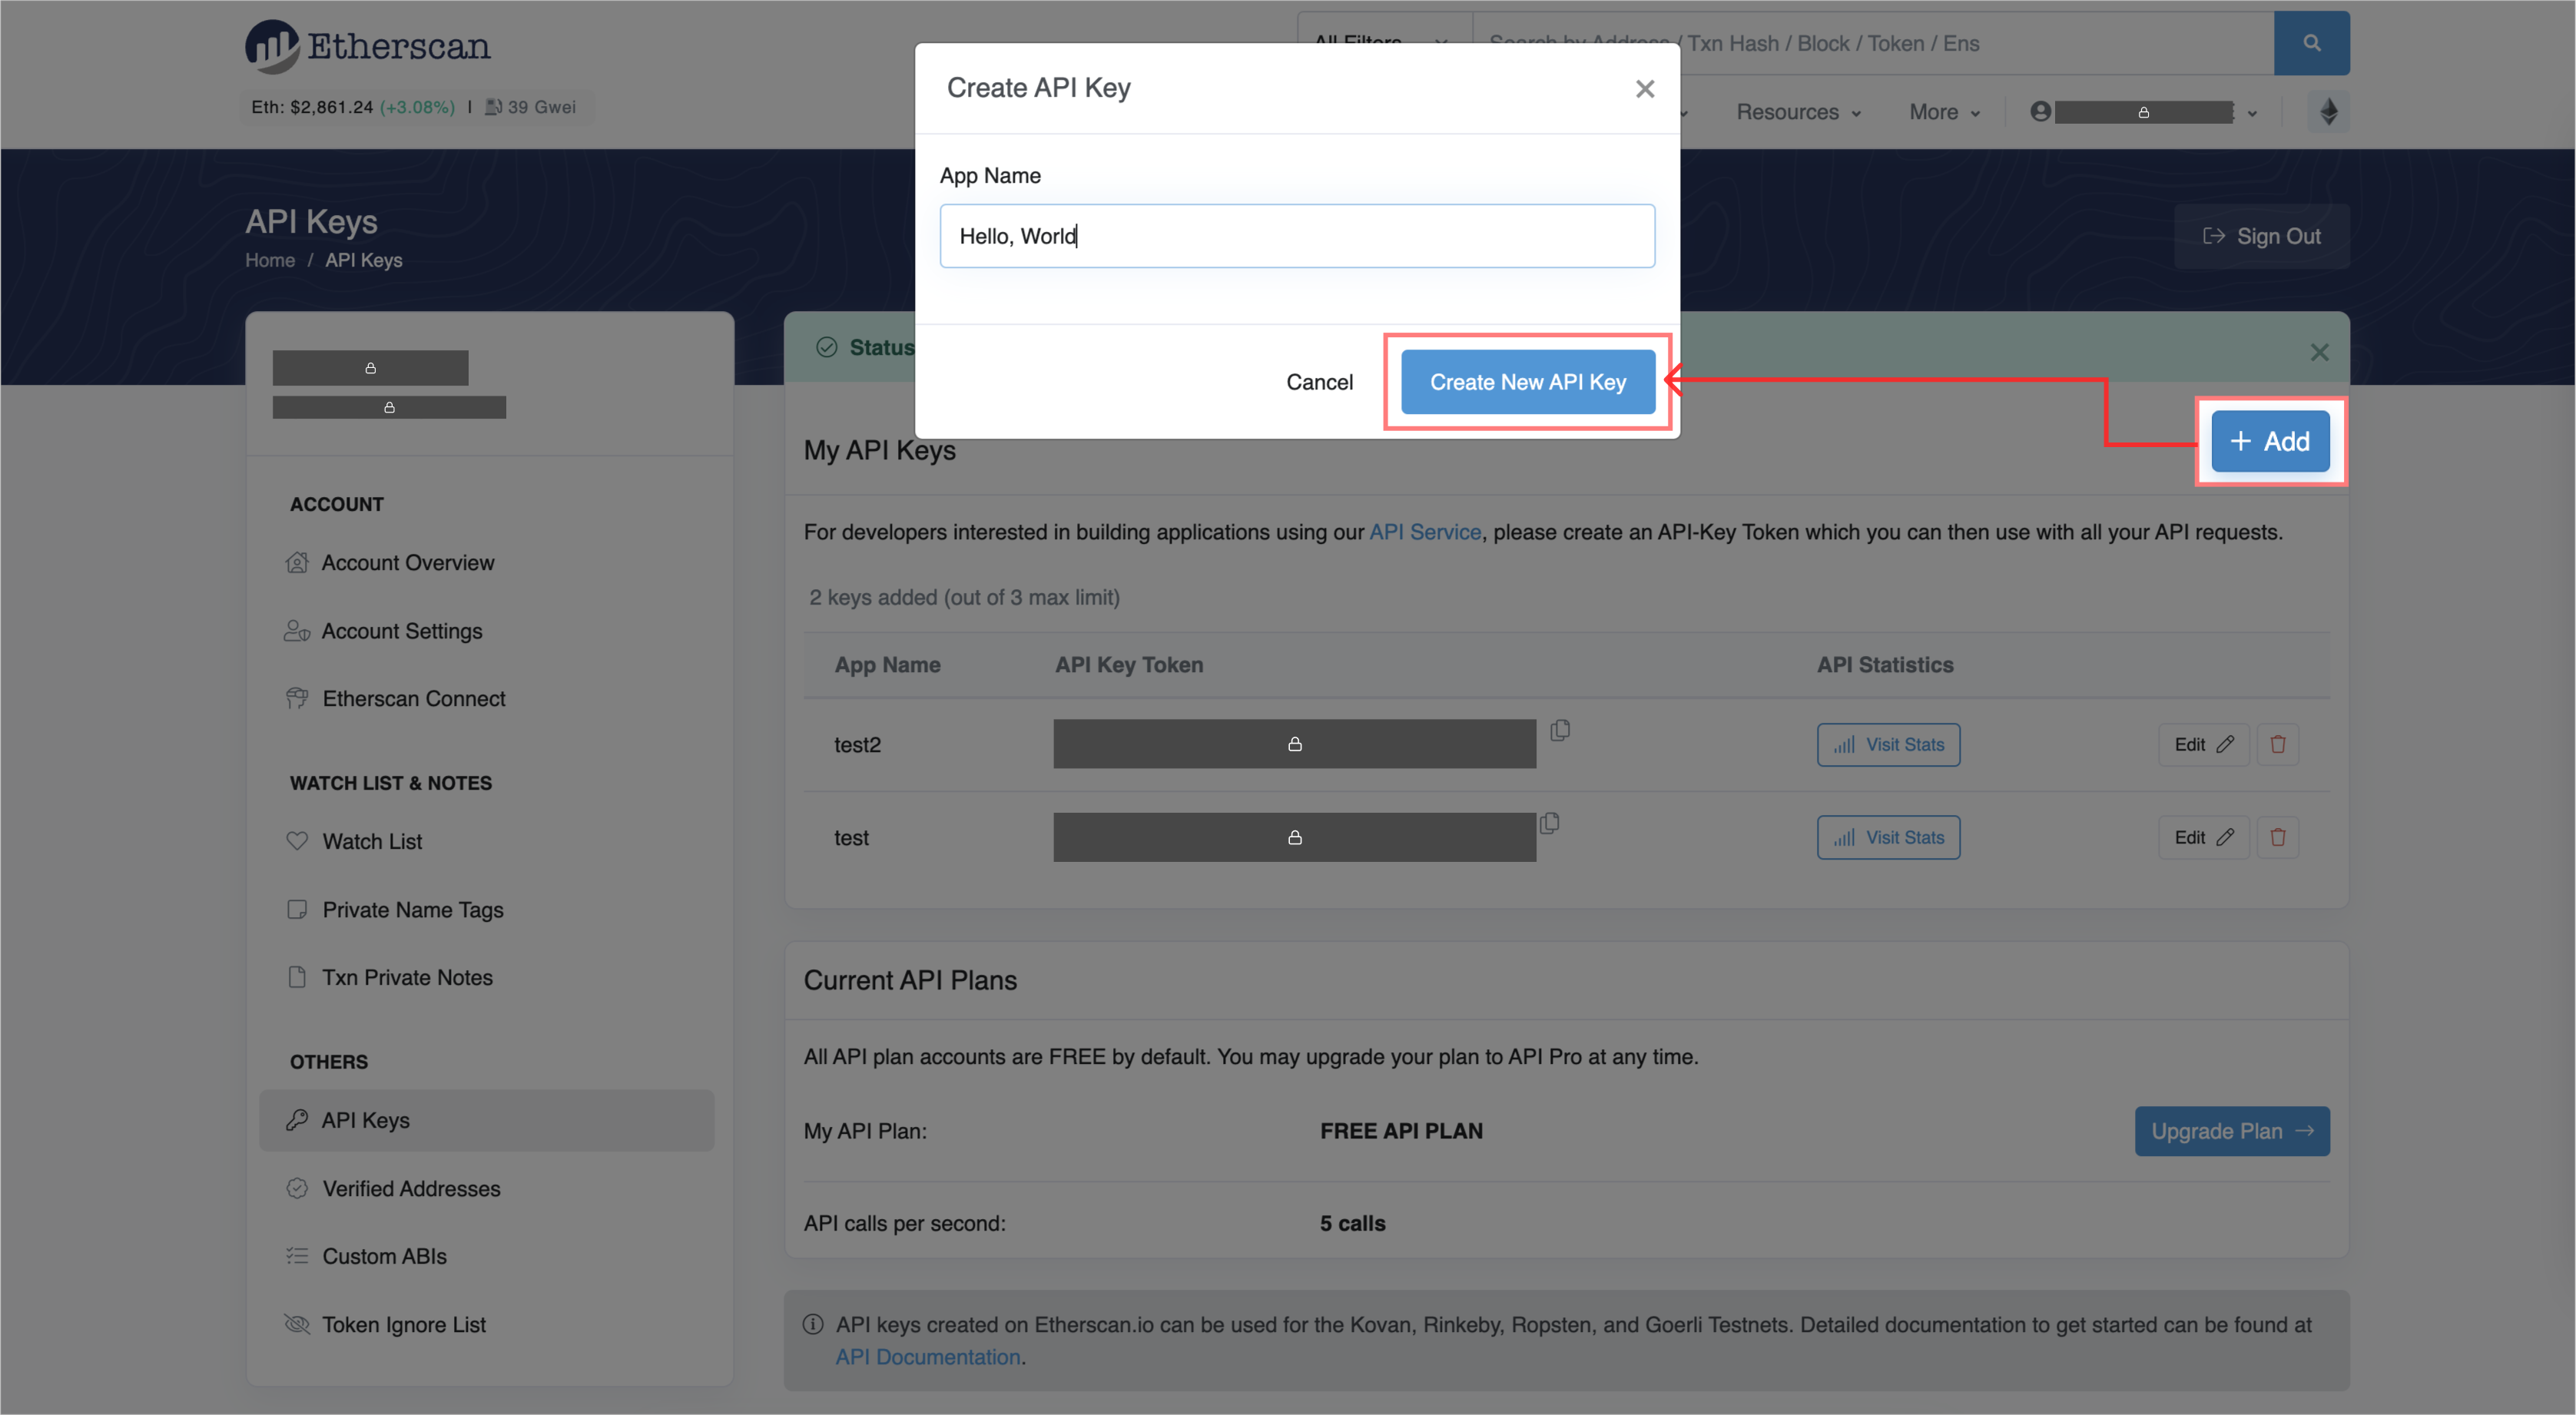 Etherscan
All Filters
Search by Address / Txn Hash / Block / Token / Ens
Eth: $2,861.24 (+3.08%) | 39 Gwei
Resources
More
Create API Key
App Name
Hello, World
Cancel
Create New API Key
API Keys
Home / API Keys
Sign Out
Status
ACCOUNT
Account Overview
Account Settings
Etherscan Connect
WATCH LIST & NOTES
Watch List
Private Name Tags
Txn Private Notes
OTHERS
API Keys
Verified Addresses
Custom ABIs
Token Ignore List
My API Keys
+ Add
For developers interested in building applications using our API Service, please create an API-Key Token which you can then use with all your API requests.
2 keys added (out of 3 max limit)
App Name API Key Token API Statistics
test2 Visit Stats Edit
test Visit Stats Edit
Current API Plans
All API plan accounts are FREE by default. You may upgrade your plan to API Pro at any time.
My API Plan: FREE API PLAN Upgrade Plan →
API calls per second: 5 calls
API keys created on Etherscan.io can be used for the Kovan, Rinkeby, Ropsten, and Goerli Testnets. Detailed documentation to get started can be found at
API Documentation.